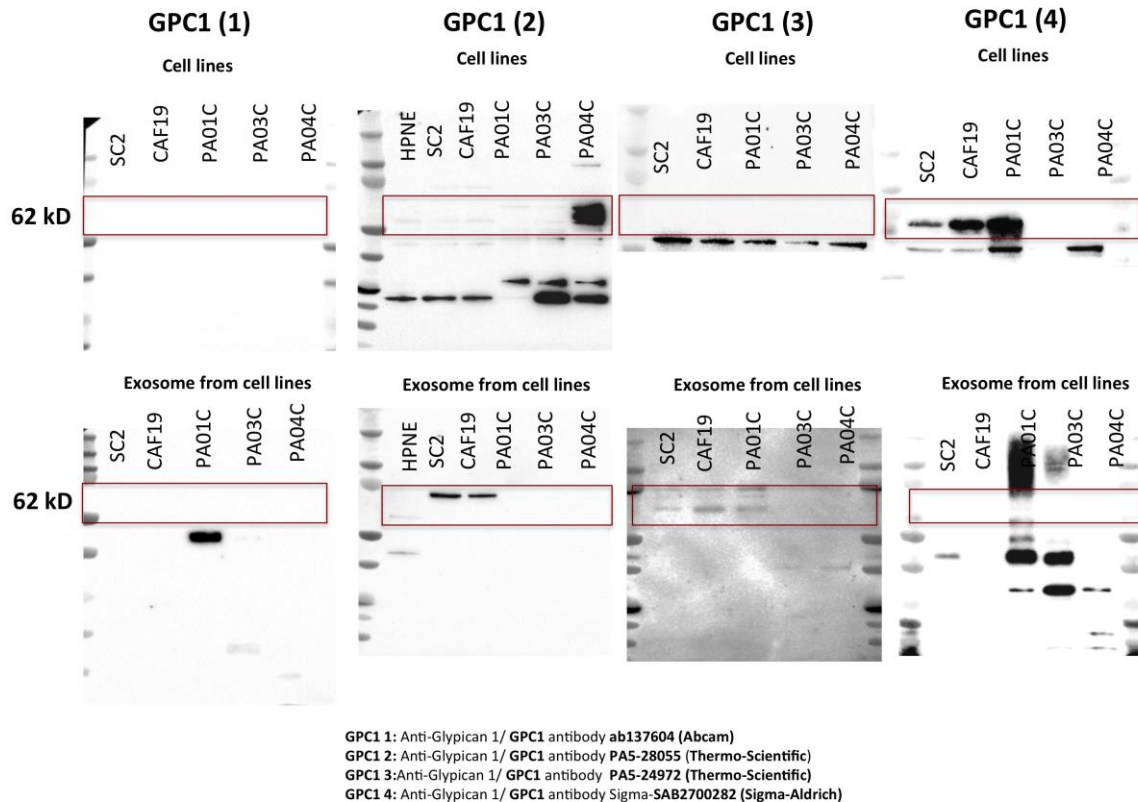 GPC1 (1)
GPC1 (2)
GPC1 (3)
GPC1 (4)
Cell lines
Cell lines
Cell lines
Cell lines
SC2
CAF19
PA01C
PA03C
PA04C
HPNE
SC2
CAF19
PA01C
PA03C
PA04C
SC2
CAF19
PA01C
PA03C
PA04C
SC2
CAF19
PA01C
PA03C
PA04C
62 kD
Exosome from cell lines
Exosome from cell lines
Exosome from cell lines
Exosome from cell lines
SC2
CAF19
PA01C
PA03C
PA04C
HPNE
SC2
CAF19
PA01C
PA03C
PA04C
SC2
CAF19
PA01C
PA03C
PA04C
SC2
CAF19
PA01C
PA03C
PA04C
62 kD
GPC1 1: Anti-Glypican 1/ GPC1 antibody ab137604 (Abcam)
GPC1 2: Anti-Glypican 1/ GPC1 antibody PA5-28055 (Thermo-Scientific)
GPC1 3:Anti-Glypican 1/ GPC1 antibody PA5-24972 (Thermo-Scientific)
GPC1 4: Anti-Glypican 1/ GPC1 antibody Sigma-SAB2700282 (Sigma-Aldrich)